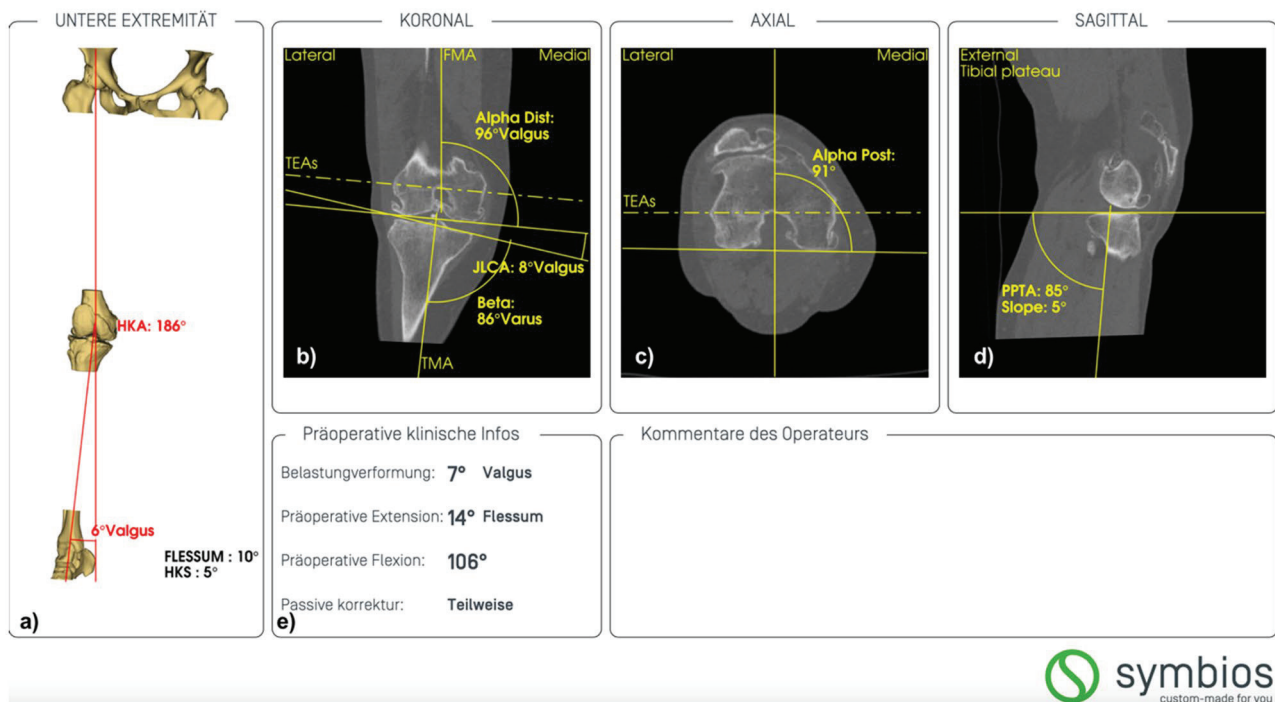 UNTERE EXTREMITÄT
HKA: 186°
6°Valgus
FLESSUM : 10°
HKS : 5°
a)
KORONAL
Lateral
FMA
Medial
Alpha Dist:
96°Valgus
TEAs
JLCA: 8°Valgus
Beta:
86°Varus
b)
TMA
AXIAL
Lateral
Medial
Alpha Post:
91°
TEAs
c)
SAGITTAL
External
Tibial plateau
PPTA: 85°
Slope: 5°
d)
Präoperative klinische Infos
Belastungverformung: 7° Valgus
Präoperative Extension: 14° Flessum
Präoperative Flexion: 106°
Passive korrektur: Teilweise
e)
Kommentare des Operateurs
symbios
custom-made for you